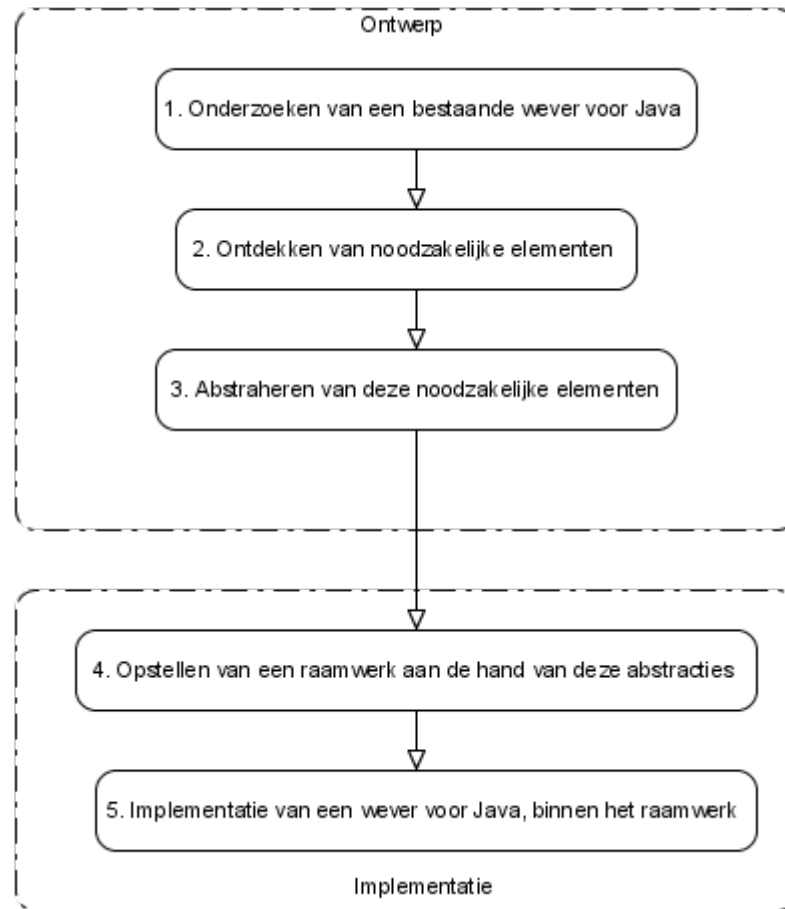 Ontwerp
1. Onderzoeken van een bestaande wever voor Java
2. Ontdekken van noodzakelijke elementen
3. Abstraheren van deze noodzakelijke elementen
4. Opstellen van een raamwerk aan de hand van deze abstracties
5. Implementatie van een wever voor Java, binnen het raamwerk
Implementatie